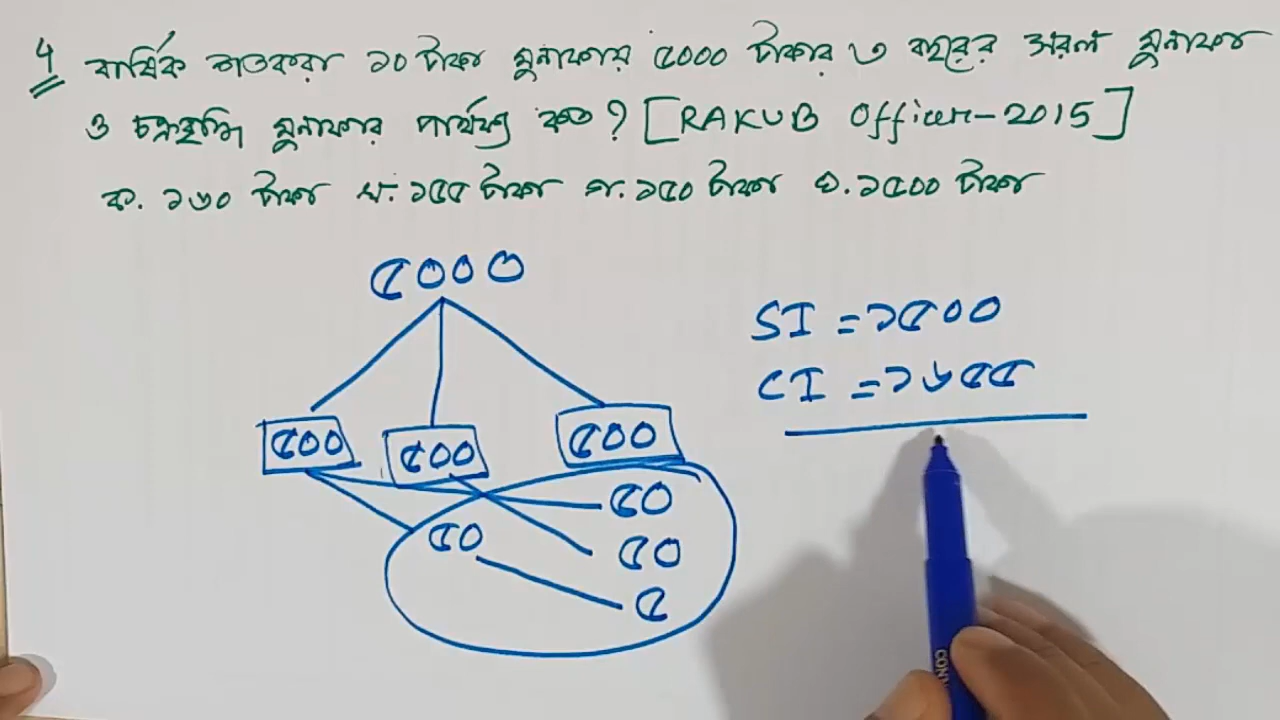 4 বার্ষিক শতকরা ১০ টাকা মুনাফায় ৫০০০ টাকার ৩ বছরের সরল মুনাফা
ও চক্রবৃদ্ধি মুনাফার পার্থক্য কত? [RAKUB Officer-2015]
ক. ১৬০ টাকা খ. ১৫৫ টাকা গ. ১৫০ টাকা ঘ. ১৫০০ টাকা
৫০০০
SI = ১৫০০
CI = ১৬৫৫
৫০০ ৫০০ ৫০০
৫০
৫০
৫০
৫